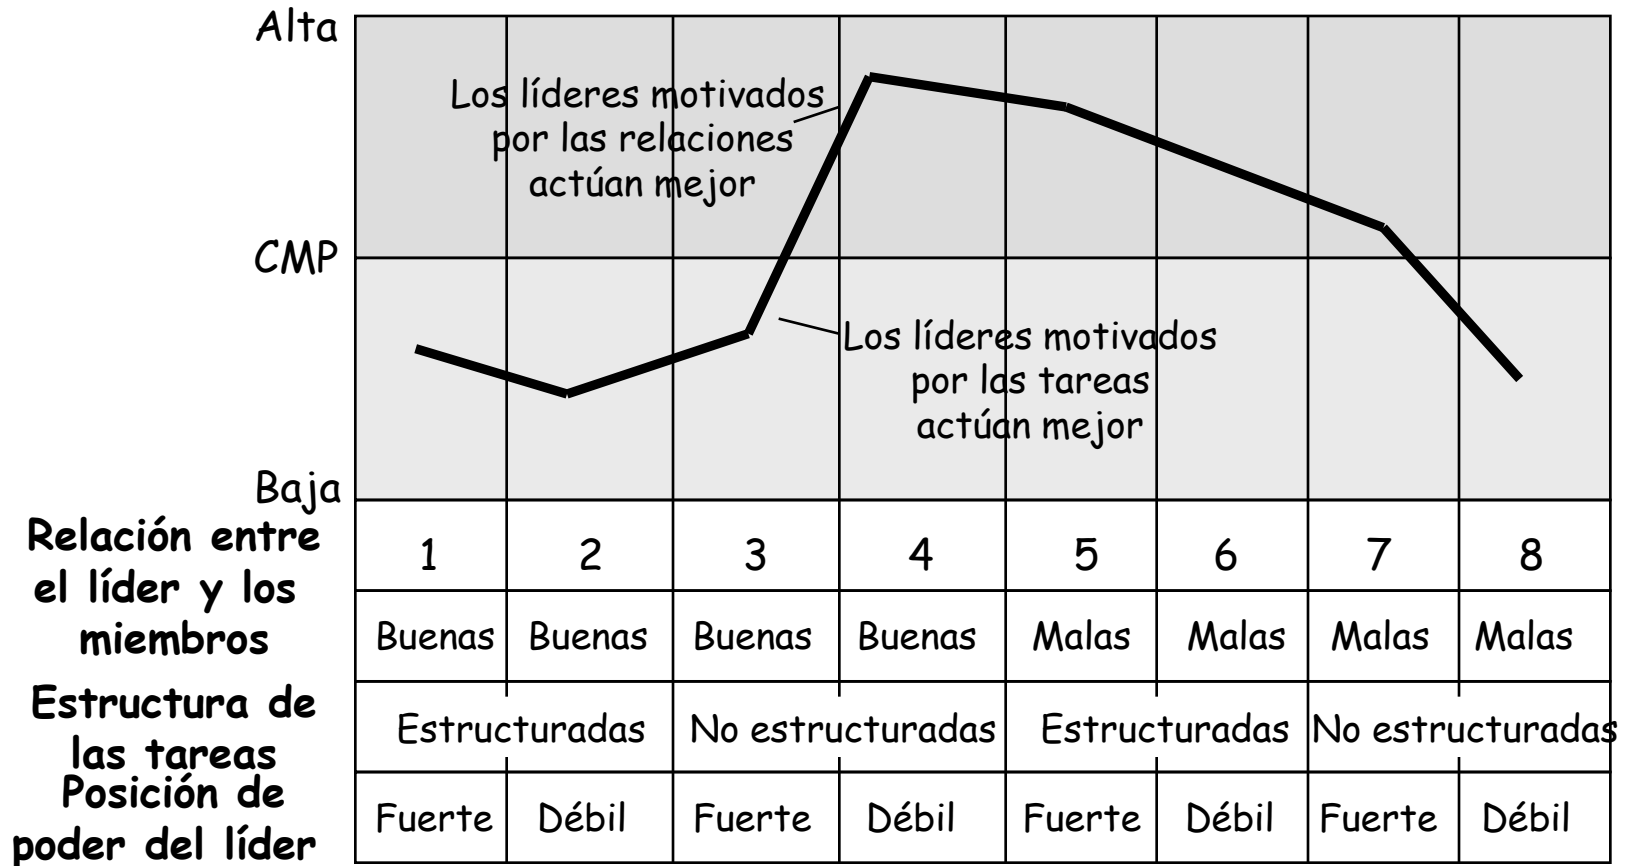 Alta
Los líderes motivados
por las relaciones
actúan mejor
CMP
Los líderes motivados
por las tareas
actúan mejor
Baja
Relación entre
el líder y los
miembros
1 2 3 4 5 6 7 8
Buenas Buenas Buenas Buenas Malas Malas Malas Malas
Estructura de
las tareas
Estructuradas No estructuradas Estructuradas No estructuradas
Posición de
poder del líder
Fuerte Débil Fuerte Débil Fuerte Débil Fuerte Débil